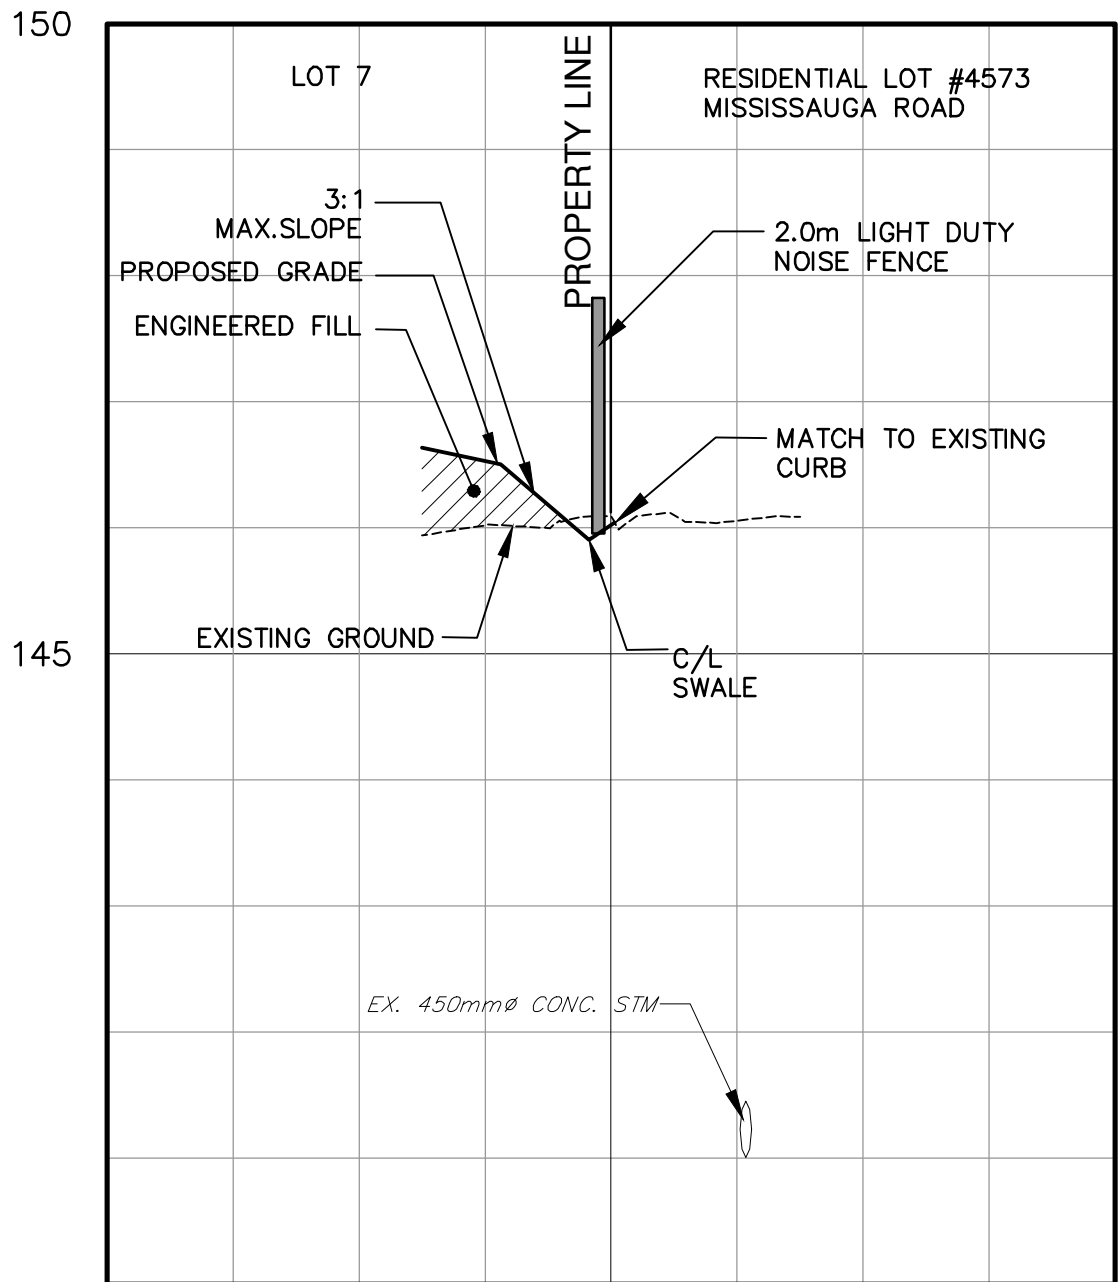 150
LOT 7
PROPERTY LINE
RESIDENTIAL LOT #4573
MISSISSAUGA ROAD
3:1
MAX.SLOPE
2.0m LIGHT DUTY
NOISE FENCE
PROPOSED GRADE
ENGINEERED FILL
MATCH TO EXISTING
CURB
EXISTING GROUND
145
C/L
SWALE
EX. 450mmø CONC. STM